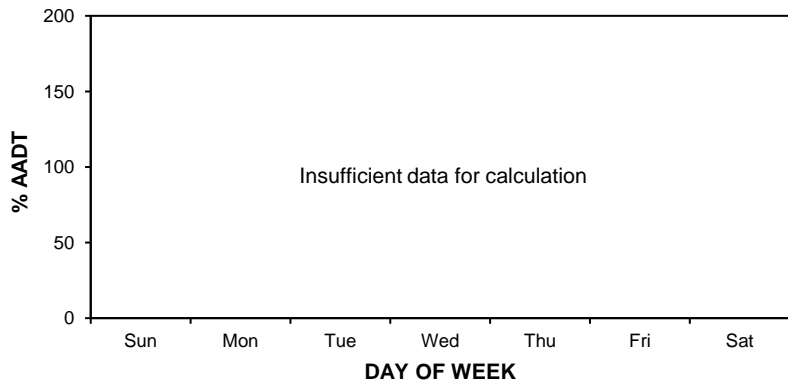 200
150
100
50
0
% AADT
Insufficient data for calculation
Sun Mon Tue Wed Thu Fri Sat
DAY OF WEEK